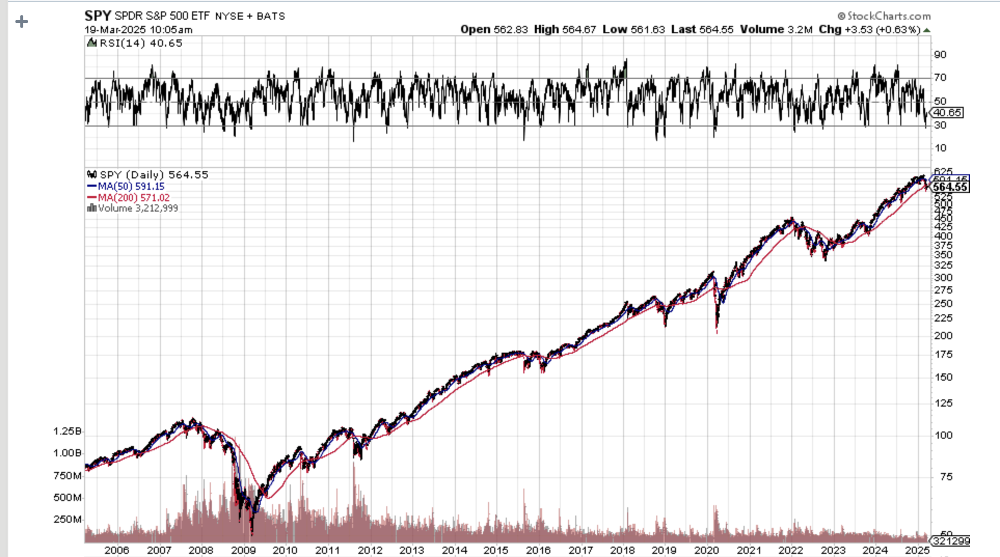 SPY SPDR S&P 500 ETF NYSE + BATS
© StockCharts.com
19-Mar-2025 10:05am
Open 562.83 High 564.67 Low 561.63 Last 564.55 Volume 3.2M Chg +3.53 (+0.63%)
RSI(14) 40.65
90
70
50
40.65
30
10
SPY (Daily) 564.55
MA(50) 591.15
MA(200) 571.02
Volume 3,212,999
625
591.15
564.55
525
500
475
450
425
400
375
350
325
300
275
250
225
200
175
150
125
100
75
50
1.25B
1.00B
750M
500M
250M
321299
2006 2007 2008 2009 2010 2011 2012 2013 2014 2015 2016 2017 2018 2019 2020 2021 2022 2023 2024 2025